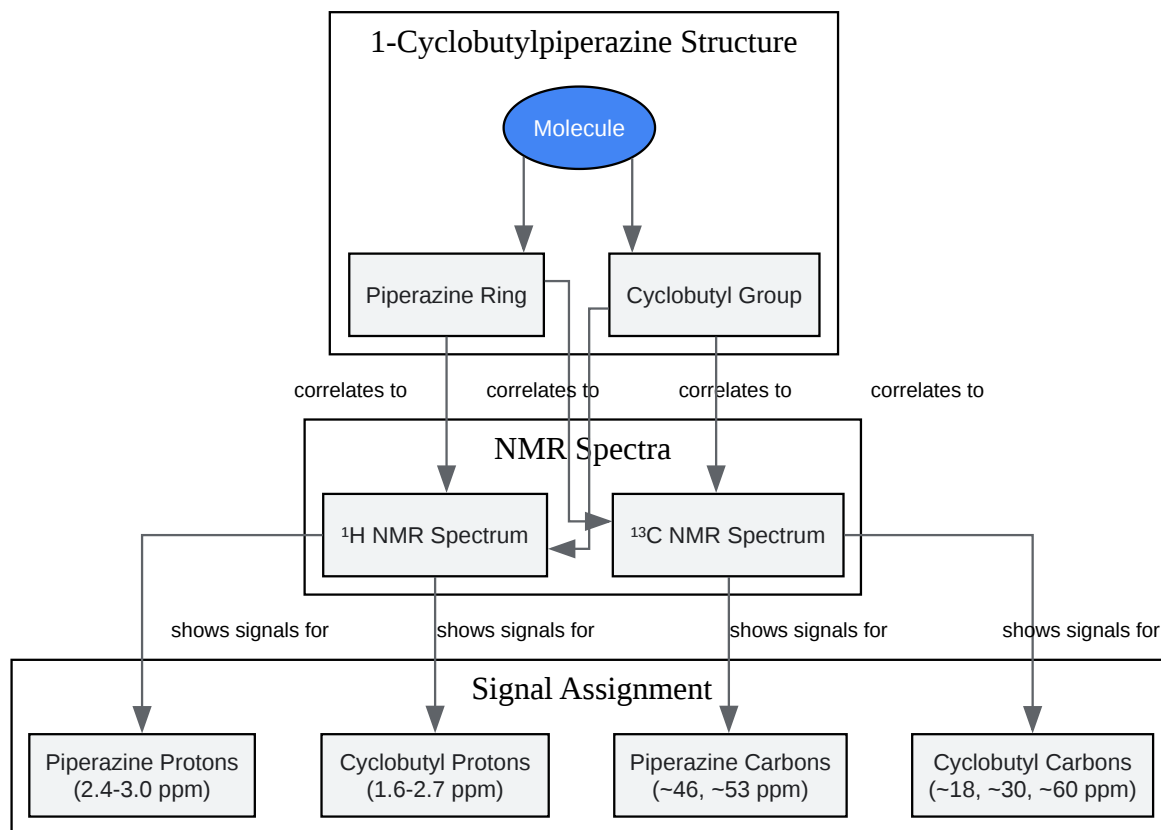 1-Cyclobutylpiperazine Structure
Molecule
Piperazine Ring
Cyclobutyl Group
correlates to
correlates to
correlates to
correlates to
NMR Spectra
¹H NMR Spectrum
¹³C NMR Spectrum
shows signals for
shows signals for
shows signals for
shows signals for
Signal Assignment
Piperazine Protons
(2.4-3.0 ppm)
Cyclobutyl Protons
(1.6-2.7 ppm)
Piperazine Carbons
(~46, ~53 ppm)
Cyclobutyl Carbons
(~18, ~30, ~60 ppm)